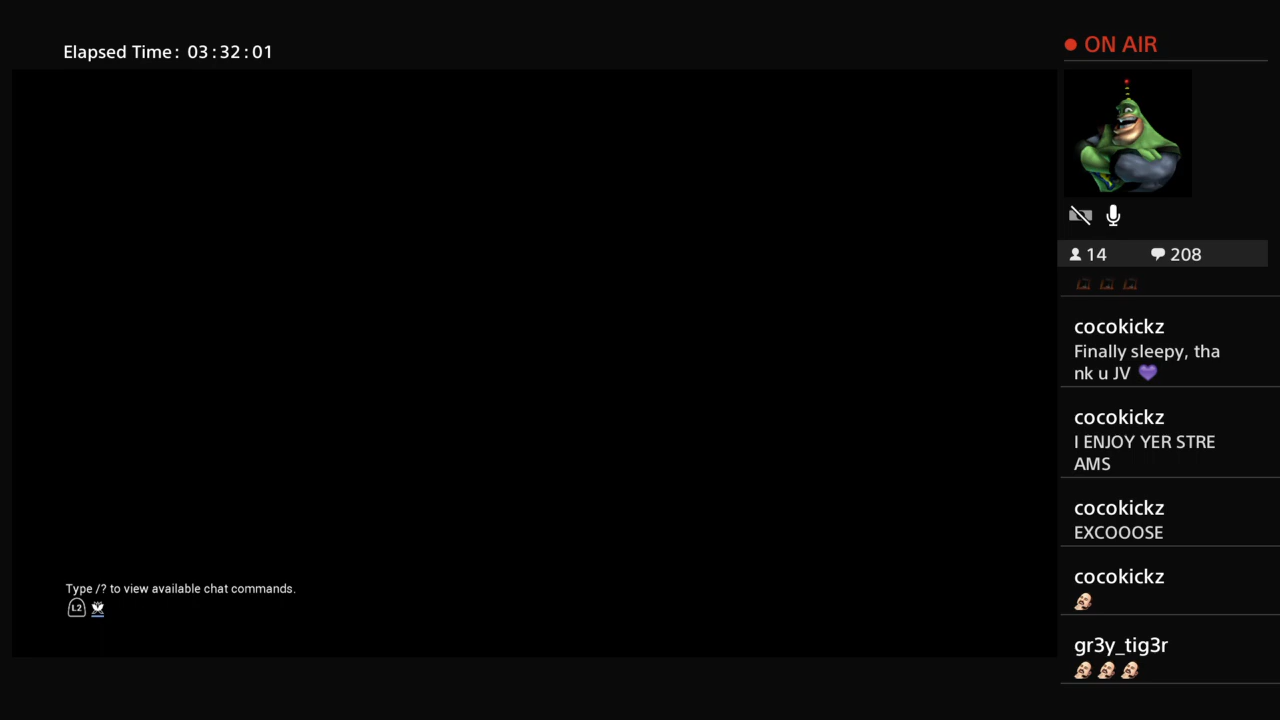 Elapsed Time: 03:32:01
ON AIR
14 208
cocokickz
Finally sleepy, tha
nk u JV 💜
cocokickz
I ENJOY YER STRE
AMS
cocokickz
EXCOOOSE
cocokickz
gr3y_tig3r
Type /? to view available chat commands.
L2